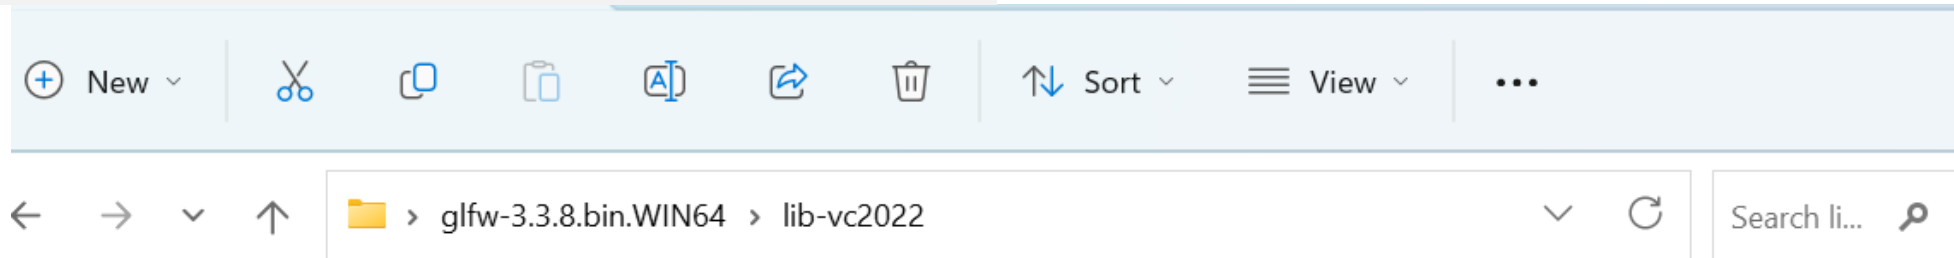 New Sort View
glfw-3.3.8.bin.WIN64 lib-vc2022 Search li...